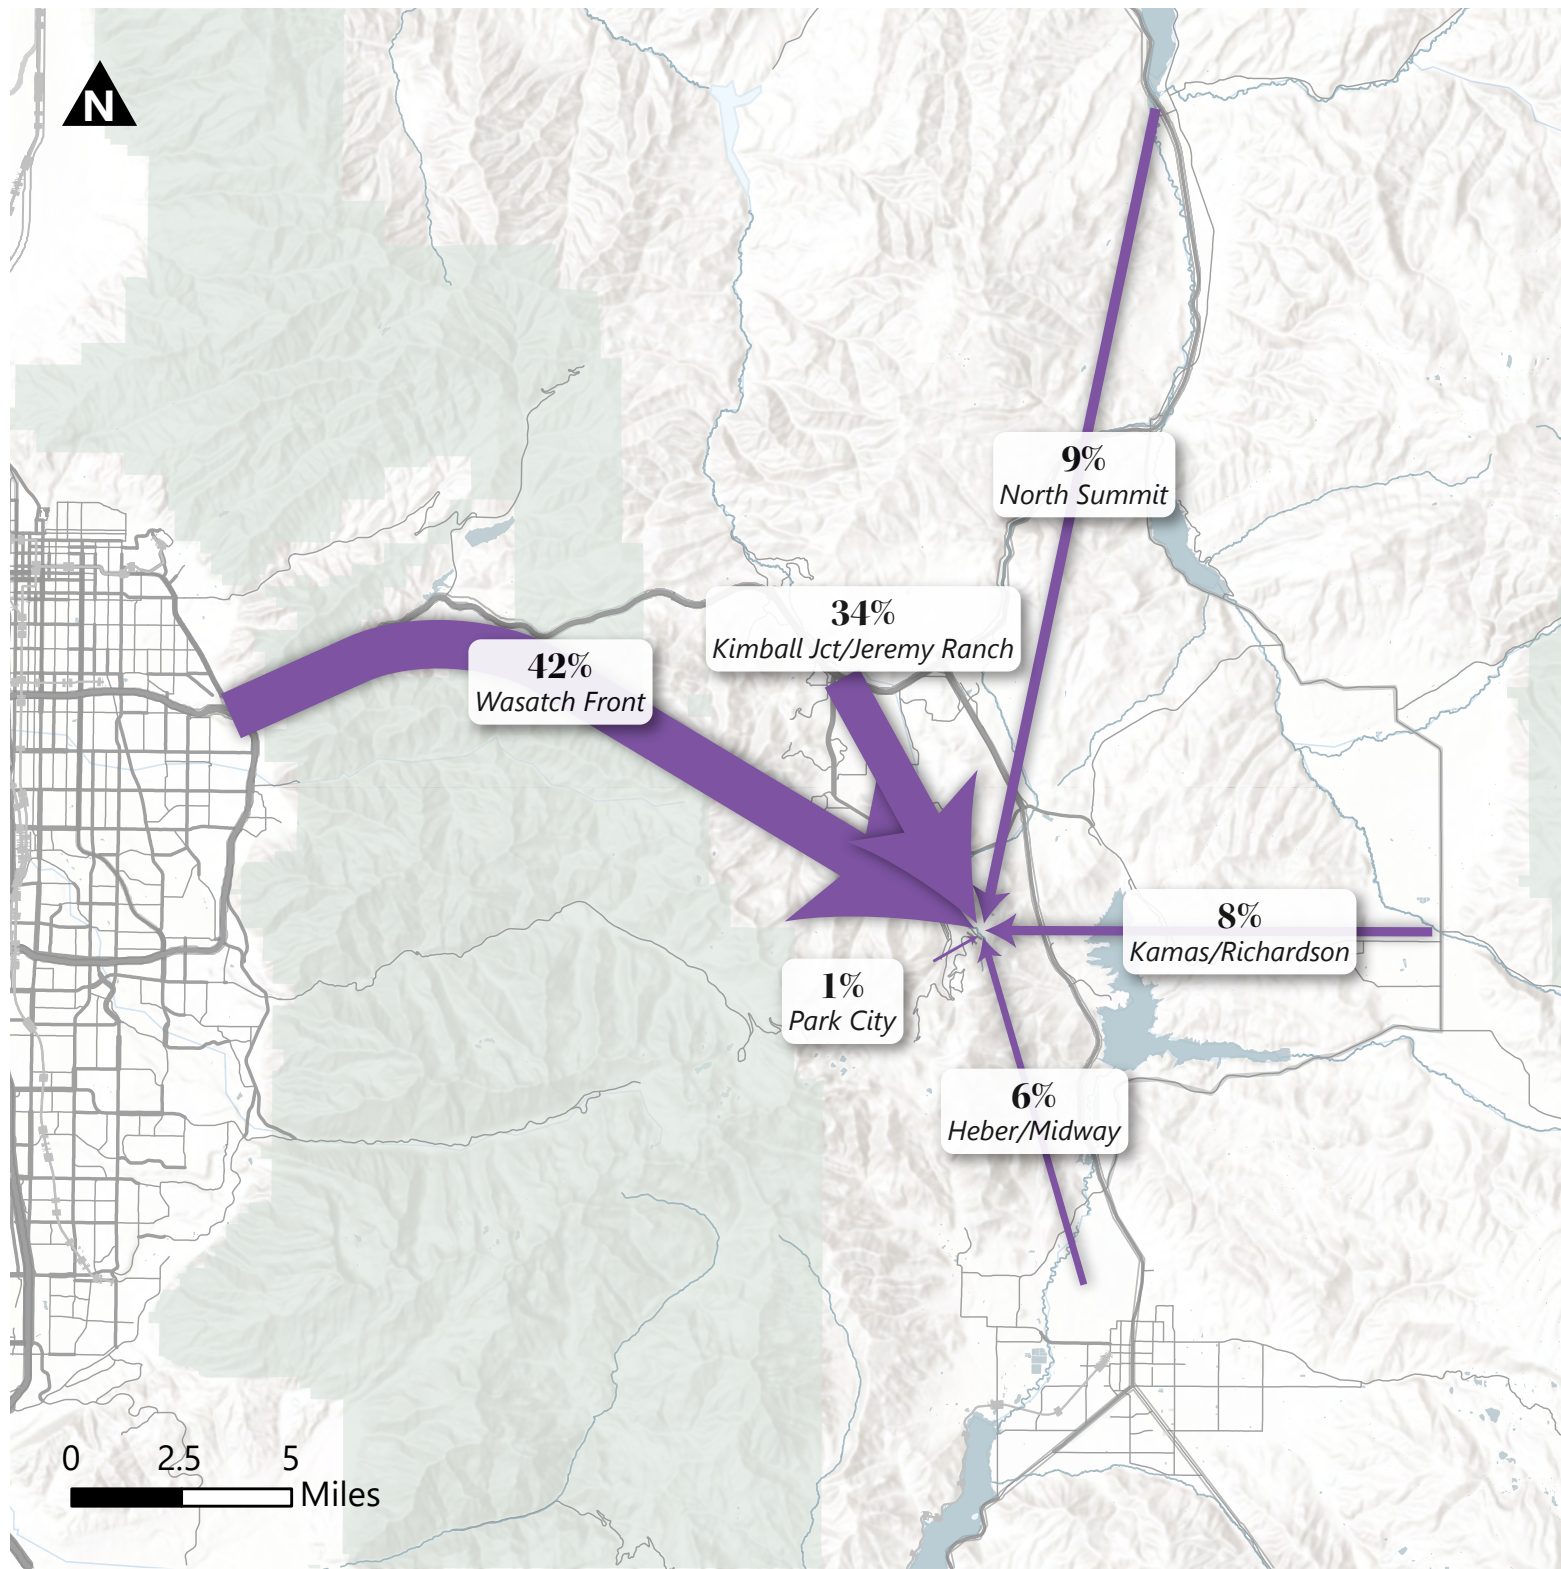 N
9%
North Summit
34%
Kimball Jct/Jeremy Ranch
42%
Wasatch Front
8%
Kamas/Richardson
1%
Park City
6%
Heber/Midway
0 2.5 5
Miles